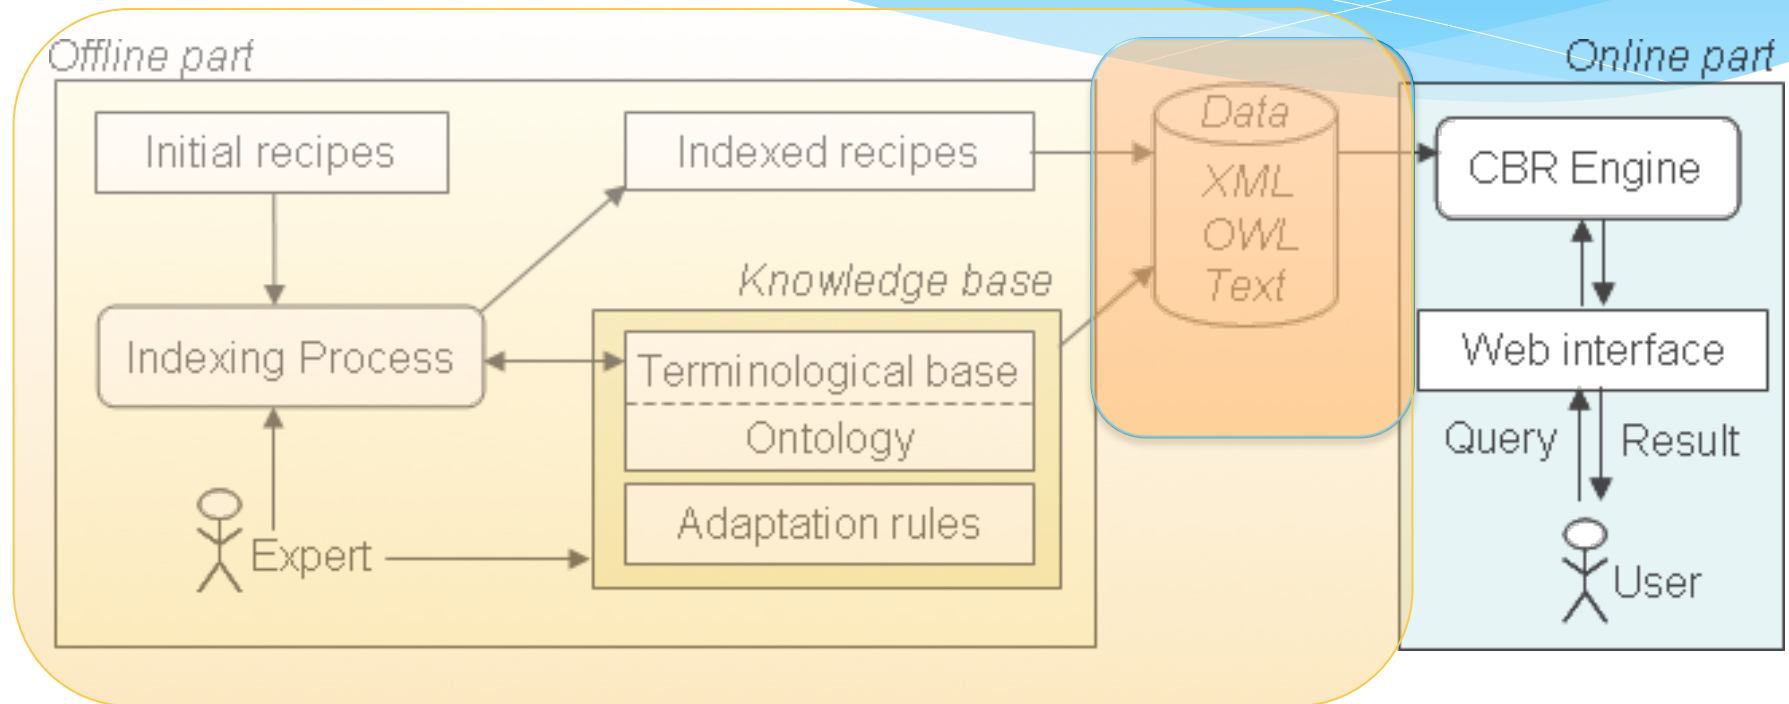 Offline part
Online part
Initial recipes
Indexed recipes
Data
XML
OWL
Text
CBR Engine
Knowledge base
Indexing Process
Terminological base
Ontology
Adaptation rules
Expert
Web interface
Query
Result
User